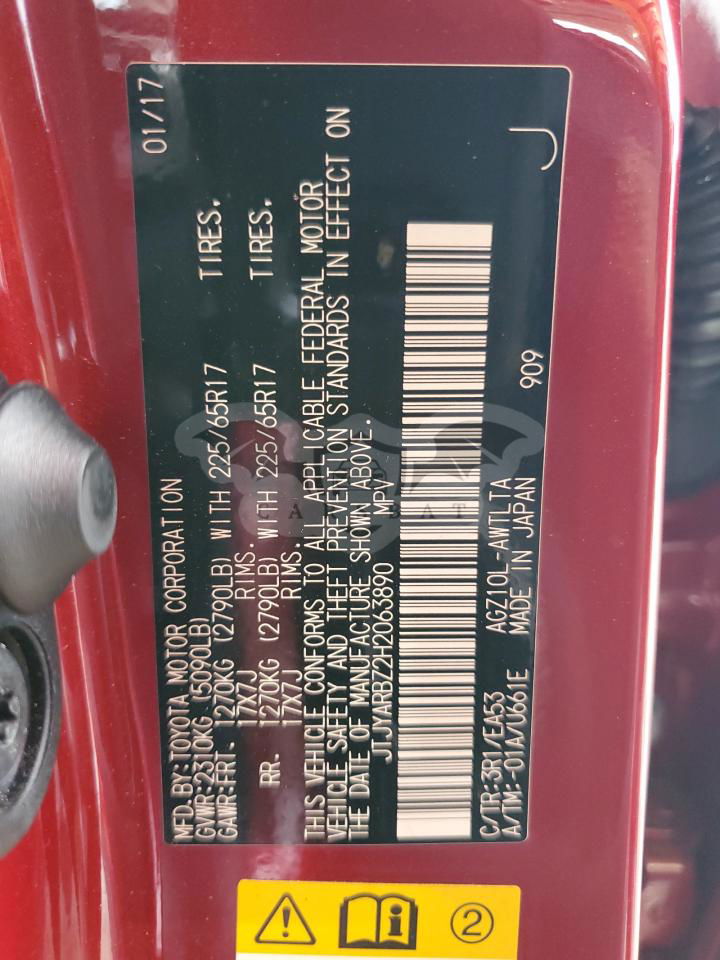 MFD.BY:TOYOTA MOTOR CORPORATION 01/17
GVWR:2310KG (5090LB)
GAWR:FRT. 1270KG (2790LB) WITH 225/65R17 TIRES.
17X7J RIMS.
RR. 1270KG (2790LB) WITH 225/65R17 TIRES.
17X7J RIMS.
THIS VEHICLE CONFORMS TO ALL APPLICABLE FEDERAL MOTOR
VEHICLE SAFETY AND THEFT PREVENTION STANDARDS IN EFFECT ON
THE DATE OF MANUFACTURE SHOWN ABOVE.
JTJYARBZ2H2063890 MPV
C/TR:3R1/EA53 AGZ10L-AWTLTA
A/TM:-01A/U661E MADE IN JAPAN 909 J
2